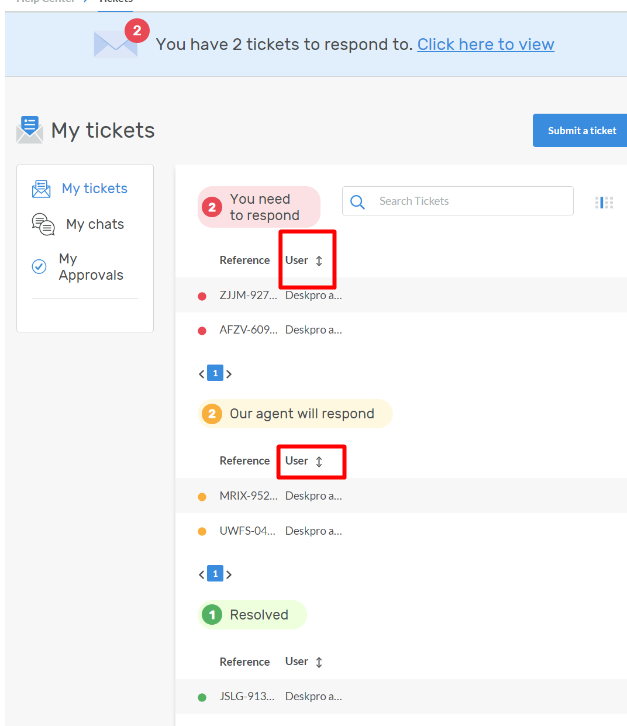 Help Center > Tickets
2
You have 2 tickets to respond to. Click here to view
My tickets
Submit a ticket
My tickets
My chats
My
Approvals
2
You need
to respond
Search Tickets
Reference User
ZJJM-927... Deskpro a...
AFZV-609... Deskpro a...
1
2 Our agent will respond
Reference User
MRIX-952... Deskpro a...
UWFS-04... Deskpro a...
1
1 Resolved
Reference User
JSLG-913... Deskpro a...